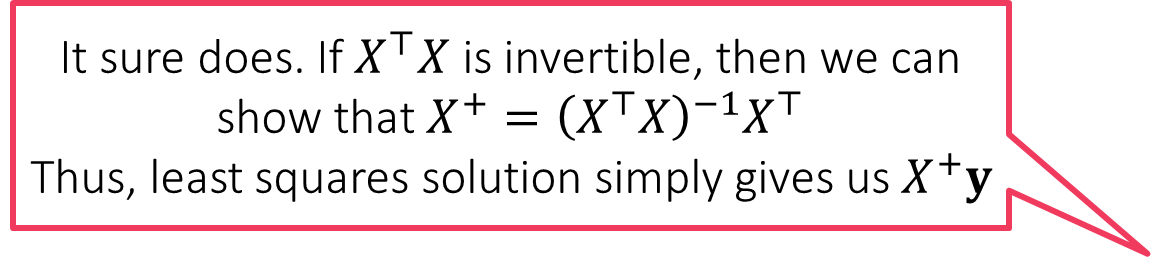 It sure does. If 𝑋⊤𝑋 is invertible, then we can
show that 𝑋⁺ = (𝑋⊤𝑋)⁻¹𝑋⊤
Thus, least squares solution simply gives us 𝑋⁺𝐲